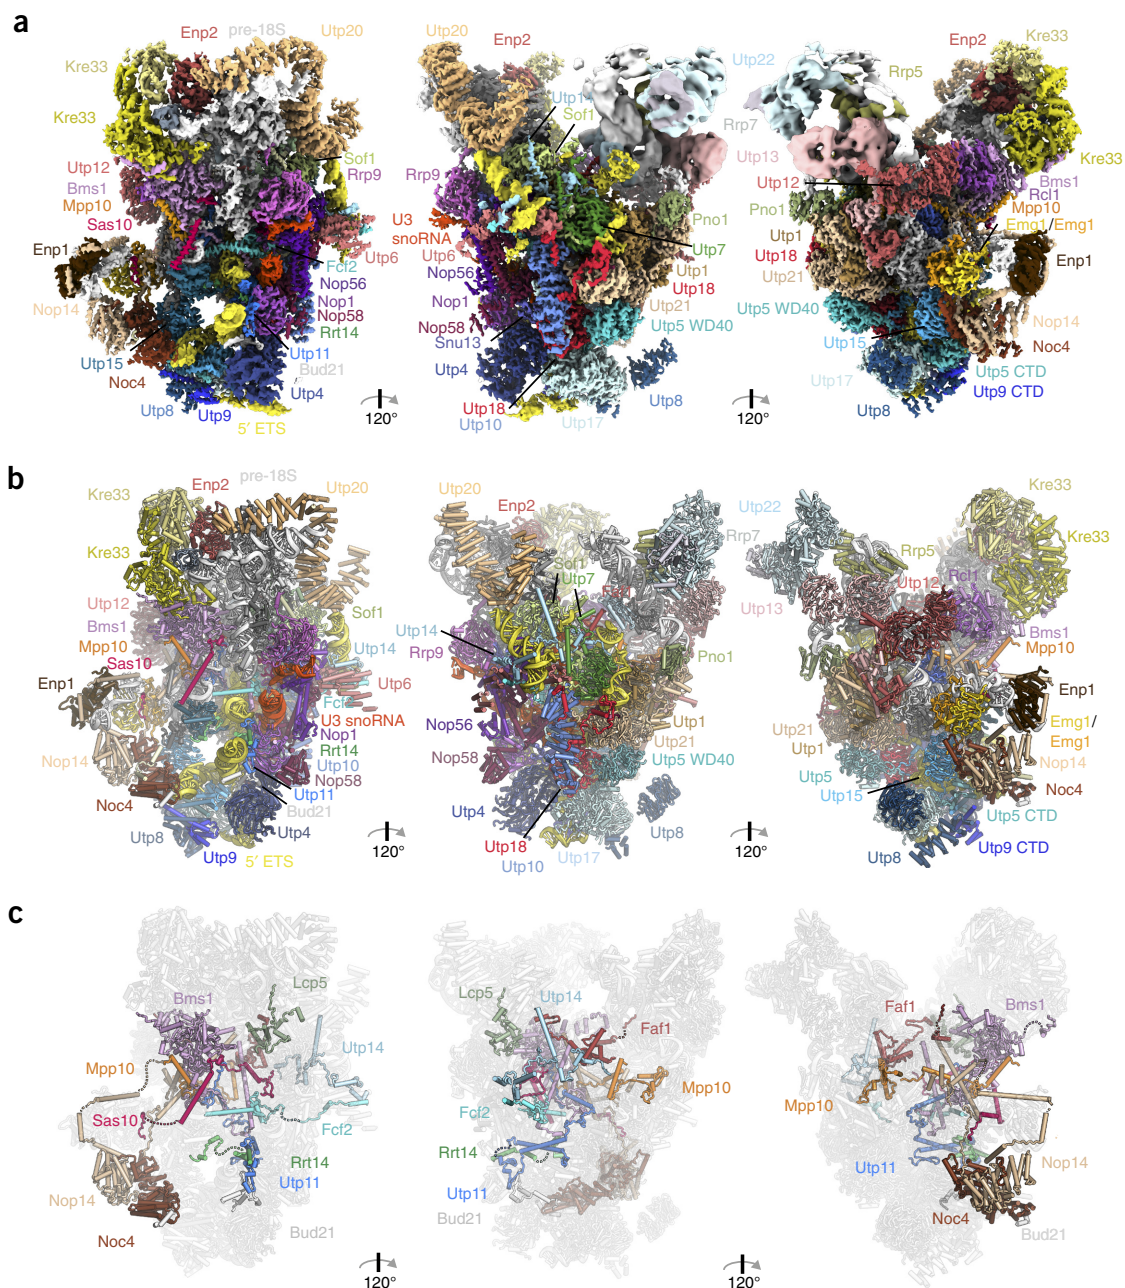 a
Enp2
pre-18S
Utp20
Kre33
Kre33
Utp12
Bms1
Mpp10
Sas10
Enp1
Nop14
Utp15
Noc4
Utp8
Utp9
5′ ETS
Sof1
Rrp9
Utp6
Fcf2
Nop56
Nop1
Nop58
Rrt14
Utp11
Bud21
Utp4
120°
Utp20
Enp2
Utp14
Sof1
Rrp9
U3
snoRNA
Utp6
Nop56
Nop1
Nop58
Snu13
Utp4
Utp18
Utp10
Utp17
Utp8
Pno1
Utp7
Utp1
Utp18
Utp21
Utp5 WD40
120°
Utp22
Rrp5
Enp2
Kre33
Rrp7
Utp13
Utp12
Pno1
Utp1
Utp18
Utp21
Utp5 WD40
Utp15
Utp17
Utp8
Kre33
Bms1
Rcl1
Mpp10
Emg1/Emg1
Enp1
Nop14
Noc4
Utp5 CTD
Utp9 CTD
b
Kre33
Enp2
pre-18S
Utp20
Kre33
Utp12
Bms1
Mpp10
Sas10
Enp1
Nop14
Noc4
Utp8
Utp9
5′ ETS
Sof1
Utp14
Utp6
Fcf2
U3 snoRNA
Nop1
Rrt14
Utp10
Nop58
Utp11
Bud21
Utp4
120°
Utp20
Enp2
Sof1
Utp7
Faf1
Utp14
Rrp9
Nop56
Nop58
Utp4
Utp18
Utp10
Utp17
Utp8
Pno1
Utp1
Utp21
Utp5 WD40
120°
Utp22
Kre33
Rrp7
Rrp5
Kre33
Utp12
Rcl1
Utp13
Bms1
Mpp10
Enp1
Utp21
Utp1
Emg1/
Emg1
Nop14
Utp5
Utp15
Noc4
Utp5 CTD
Utp8
Utp9 CTD
c
Bms1
Lcp5
Utp14
Mpp10
Sas10
Fcf2
Rrt14
Utp11
Nop14
Noc4
Bud21
120°
Lcp5
Utp14
Faf1
Mpp10
Fcf2
Rrt14
Utp11
Bud21
120°
Faf1
Bms1
Mpp10
Utp11
Nop14
Noc4
Bud21